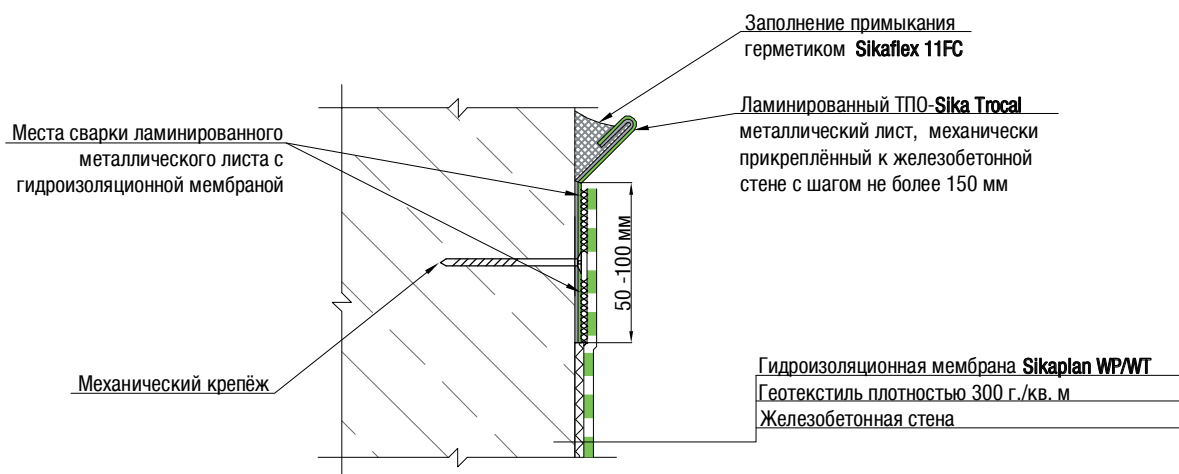 Заполнение примыкания
герметиком Sikaflex 11FC
Ламинированный ТПО-Sika Trocal
металлический лист, механически
прикреплённый к железобетонной
стене с шагом не более 150 мм
Места сварки ламинированного
металлического листа с
гидроизоляционной мембраной
50 -100 мм
Механический крепёж
Гидроизоляционная мембрана Sikaplan WP/WT
Геотекстиль плотностью 300 г./кв. м
Железобетонная стена